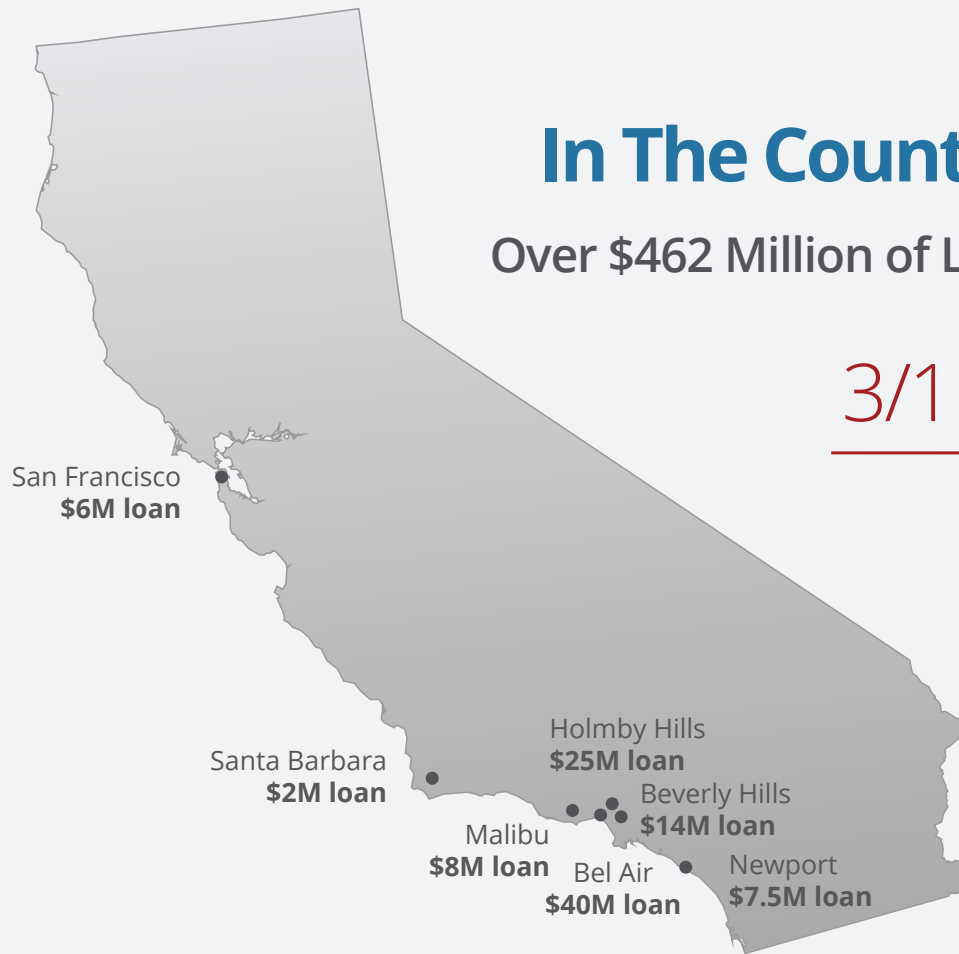 In The Count
Over $462 Million of L
3/1
San Francisco
$6M loan
Santa Barbara
$2M loan
Holmby Hills
$25M loan
Beverly Hills
$14M loan
Malibu
$8M loan
Bel Air
$40M loan
Newport
$7.5M loan